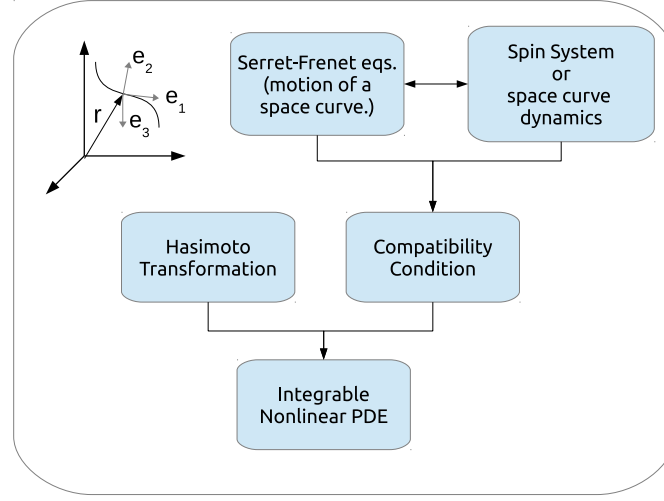 e2
e1
r
e3
Serret-Frenet eqs.
(motion of a
space curve.)
Spin System
or
space curve
dynamics
Hasimoto
Transformation
Compatibility
Condition
Integrable
Nonlinear PDE